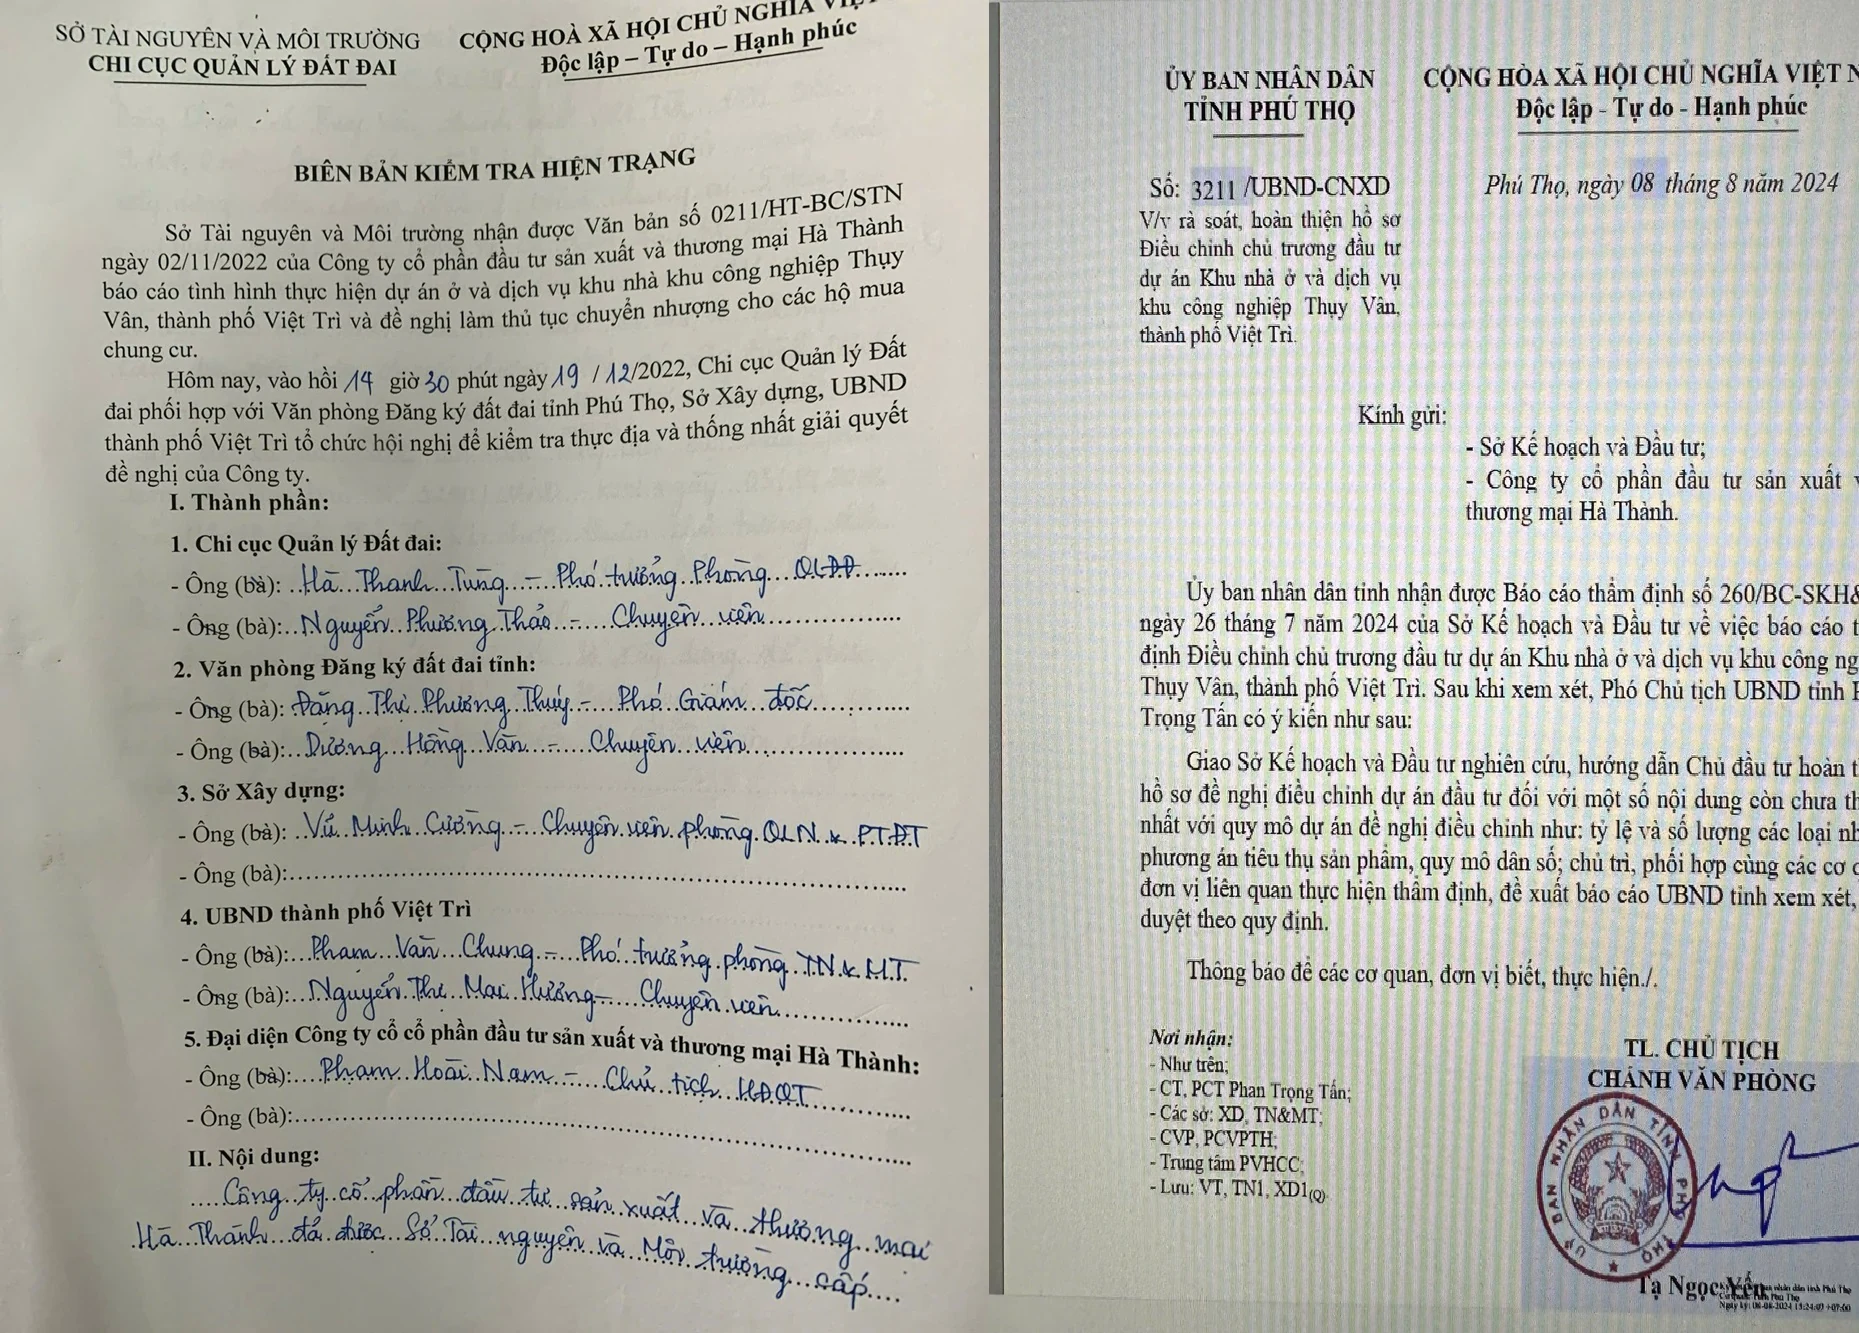 SỞ TÀI NGUYÊN VÀ MÔI TRƯỜNG
CHI CỤC QUẢN LÝ ĐẤT ĐAI
CỘNG HOÀ XÃ HỘI CHỦ NGHĨA
Độc lập – Tự do – Hạnh phúc
BIÊN BẢN KIỂM TRA HIỆN TRẠNG
Sở Tài nguyên và Môi trường nhận được Văn bản số 0211/HT-BC/STN
ngày 02/11/2022 của Công ty cổ phần đầu tư sản xuất và thương mại Hà Thành
báo cáo tình hình thực hiện dự án ở và dịch vụ khu nhà khu công nghiệp Thụy
Vân, thành phố Việt Trì và đề nghị làm thủ tục chuyển nhượng cho các hộ mua
chung cư.
Hôm nay, vào hồi 14 giờ 30 phút ngày 19 / 12/2022, Chi cục Quản lý Đất
đai phối hợp với Văn phòng Đăng ký đất đai tỉnh Phú Thọ, Sở Xây dựng, UBND
thành phố Việt Trì tổ chức hội nghị để kiểm tra thực địa và thống nhất giải quyết
đề nghị của Công ty.
I. Thành phần:
1. Chi cục Quản lý Đất đai:
- Ông (bà): Hà Thanh Tùng – Phó trưởng Phòng QLĐĐ
- Ông (bà): Nguyễn Phương Thảo – Chuyên viên
2. Văn phòng Đăng ký đất đai tỉnh:
- Ông (bà): Đặng Thị Phương Thúy – Phó Giám đốc
- Ông (bà): Dương Hồng Vân – Chuyên viên
3. Sở Xây dựng:
- Ông (bà): Vũ Minh Cường – Chuyên viên phòng QLN & PTĐT
- Ông (bà):
4. UBND thành phố Việt Trì
- Ông (bà): Phạm Văn Chung – Phó trưởng phòng TN & MT
- Ông (bà): Nguyễn Thị Mai Hương – Chuyên viên
5. Đại diện Công ty cổ cổ phần đầu tư sản xuất và thương mại Hà Thành:
- Ông (bà): Phạm Hoài Nam – Chủ tịch HĐQT
- Ông (bà):
II. Nội dung:
Công ty cổ phần đầu tư sản xuất và thương mại
Hà Thành đã được Sở Tài nguyên và Môi trường cấp
ỦY BAN NHÂN DÂN
TỈNH PHÚ THỌ
CỘNG HÒA XÃ HỘI CHỦ NGHĨA VIỆT N
Độc lập - Tự do - Hạnh phúc
Số: 3211 /UBND-CNXD
Phú Thọ, ngày 08 tháng 8 năm 2024
V/v rà soát, hoàn thiện hồ sơ
Điều chỉnh chủ trương đầu tư
dự án Khu nhà ở và dịch vụ
khu công nghiệp Thụy Vân,
thành phố Việt Trì.
Kính gửi:
- Sở Kế hoạch và Đầu tư;
- Công ty cổ phần đầu tư sản xuất v
thương mại Hà Thành.
Ủy ban nhân dân tỉnh nhận được Báo cáo thẩm định số 260/BC-SKH&
ngày 26 tháng 7 năm 2024 của Sở Kế hoạch và Đầu tư về việc báo cáo t
định Điều chỉnh chủ trương đầu tư dự án Khu nhà ở và dịch vụ khu công ng
Thụy Vân, thành phố Việt Trì. Sau khi xem xét, Phó Chủ tịch UBND tỉnh
Trọng Tấn có ý kiến như sau:
Giao Sở Kế hoạch và Đầu tư nghiên cứu, hướng dẫn Chủ đầu tư hoàn t
hồ sơ đề nghị điều chỉnh dự án đầu tư đối với một số nội dung còn chưa th
nhất với quy mô dự án đề nghị điều chỉnh như: tỷ lệ và số lượng các loại nh
phương án tiêu thụ sản phẩm, quy mô dân số; chủ trì, phối hợp cùng các cơ q
đơn vị liên quan thực hiện thẩm định, đề xuất báo cáo UBND tỉnh xem xét,
duyệt theo quy định.
Thông báo để các cơ quan, đơn vị biết, thực hiện./.
Nơi nhận:
- Như trên;
- CT, PCT Phan Trọng Tấn;
- Các sở: XD, TN&MT;
- CVP, PCVPTH;
- Trung tâm PVHCC;
- Lưu: VT, TN1, XD1(Q).
TL. CHỦ TỊCH
CHÁNH VĂN PHÒNG
ỦY BAN NHÂN DÂN TỈNH PHÚ THỌ
Tạ Ngọc Yến